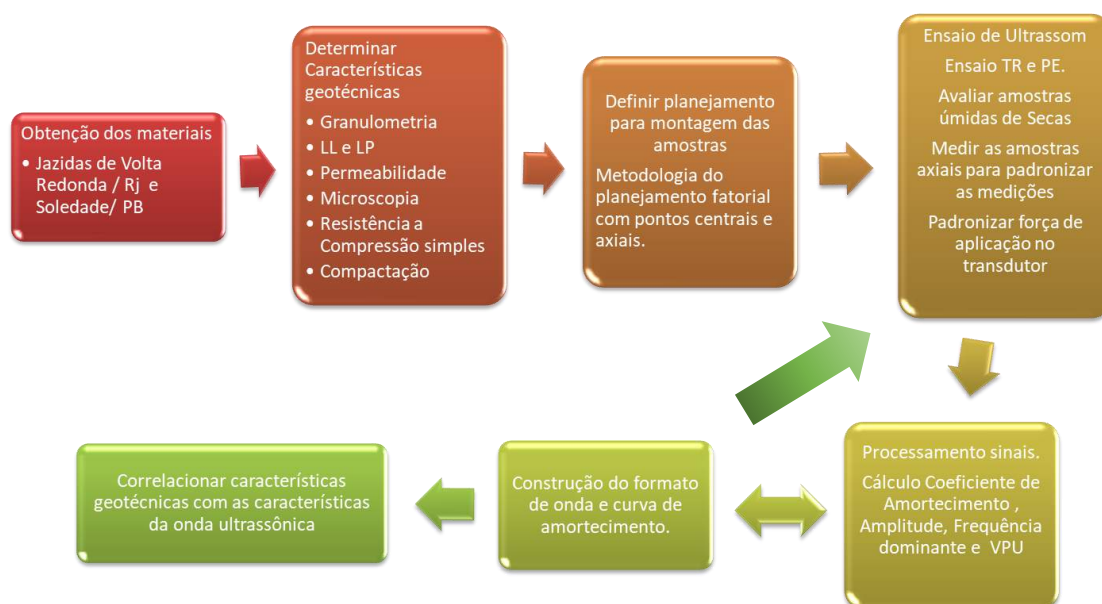 Obtenção dos materiais
• Jazidas de Volta
Redonda / Rj e
Soledade/ PB
Determinar
Características
geotécnicas
• Granulometria
• LL e LP
• Permeabilidade
• Microscopia
• Resistência a
Compressão simples
• Compactação
Definir planejamento
para montagem das
amostras
Metodologia do
planejamento fatorial
com pontos centrais e
axiais.
Ensaio de Ultrassom
Ensaio TR e PE.
Avaliar amostras
úmidas de Secas
Medir as amostras
axiais para padronizar
as medições
Padronizar força de
aplicação no
transdutor
Processamento sinais.
Cálculo Coeficiente de
Amortecimento ,
Amplitude, Frequência
dominante e VPU
Construção do formato
de onda e curva de
amortecimento.
Correlacionar características
geotécnicas com as características
da onda ultrassônica